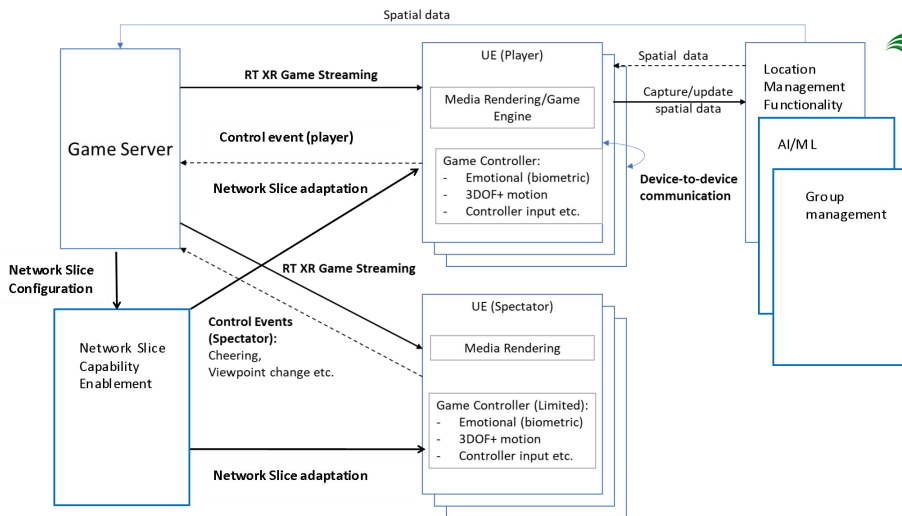 Spatial data
UE (Player)
Spatial data
RT XR Game Streaming
Location
Management
Functionality
Capture/update
spatial data
Media Rendering/Game
Engine
Control event (player)
Game Server
AI/ML
Game Controller:
- Emotional (biometric)
- 3DOF+ motion
- Controller input etc.
Network Slice adaptation
Device-to-device
communication
Group
management
RT XR Game Streaming
Network Slice
Configuration
UE (Spectator)
Control Events
(Spectator):
Cheering,
Viewpoint change etc.
Network Slice
Capability
Enablement
Media Rendering
Game Controller (Limited):
- Emotional (biometric)
- 3DOF+ motion
- Controller input etc.
Network Slice adaptation